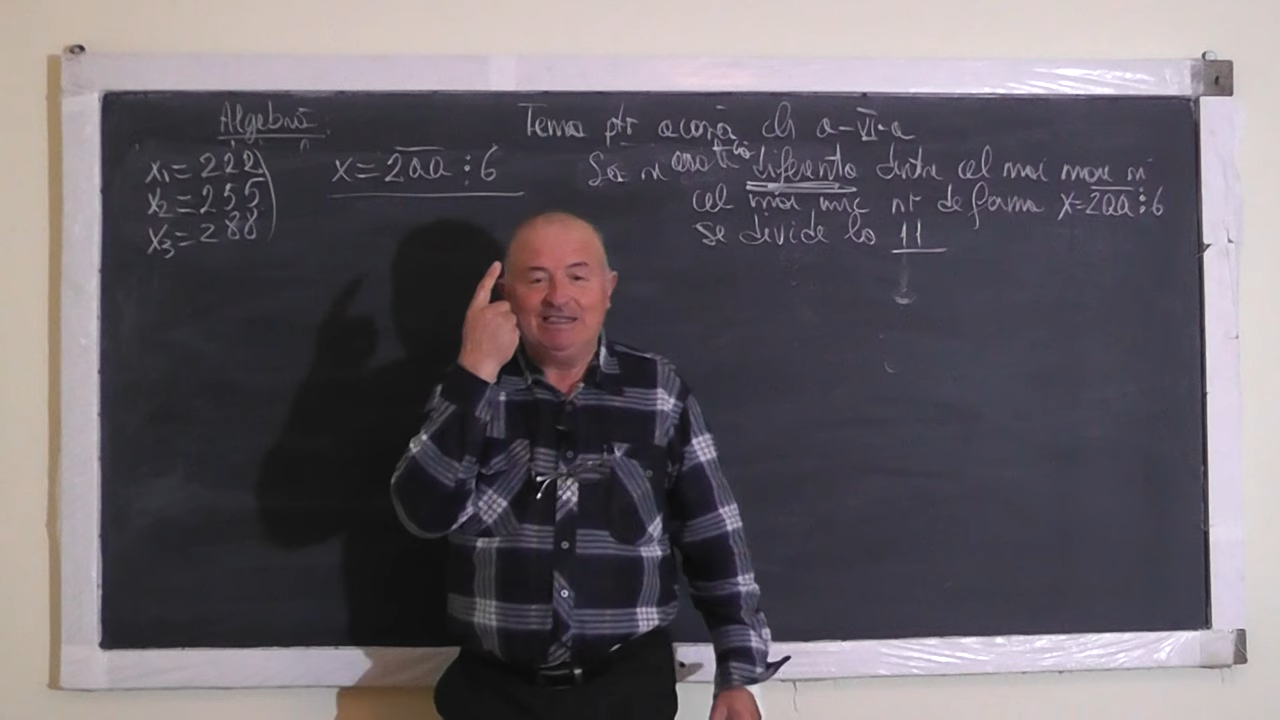 Algebră
x₁=222
x₂=255
x₃=288
x=2aa⋮6
Tema ptr acasă cls a-VI-a
Să se arate că diferența dintre cel mai mare și
cel mai mic nr de forma x=2aa⋮6
se divide la 11